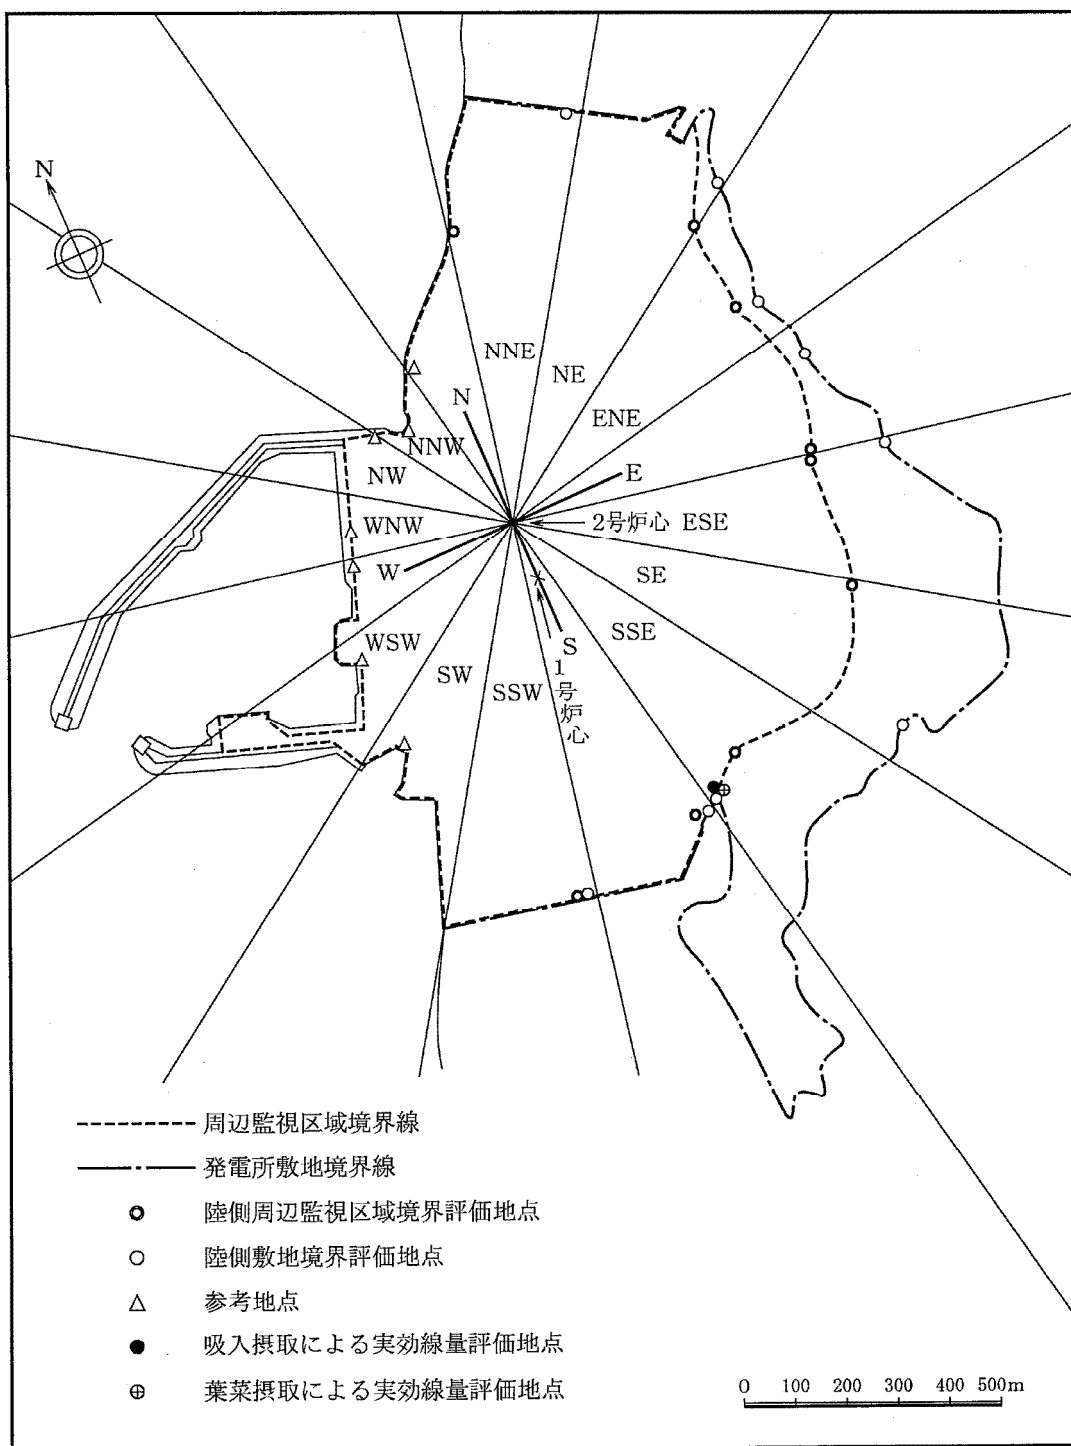 N
NNE
NE
N
ENE
NNW
NW
E
WNW
2号炉心 ESE
W
SE
SSE
S
WSW
SW
SSW
1号炉心
周辺監視区域境界線
発電所敷地境界線
陸側周辺監視区域境界評価地点
陸側敷地境界評価地点
参考地点
吸入摂取による実効線量評価地点
葉菜摂取による実効線量評価地点
0 100 200 300 400 500m